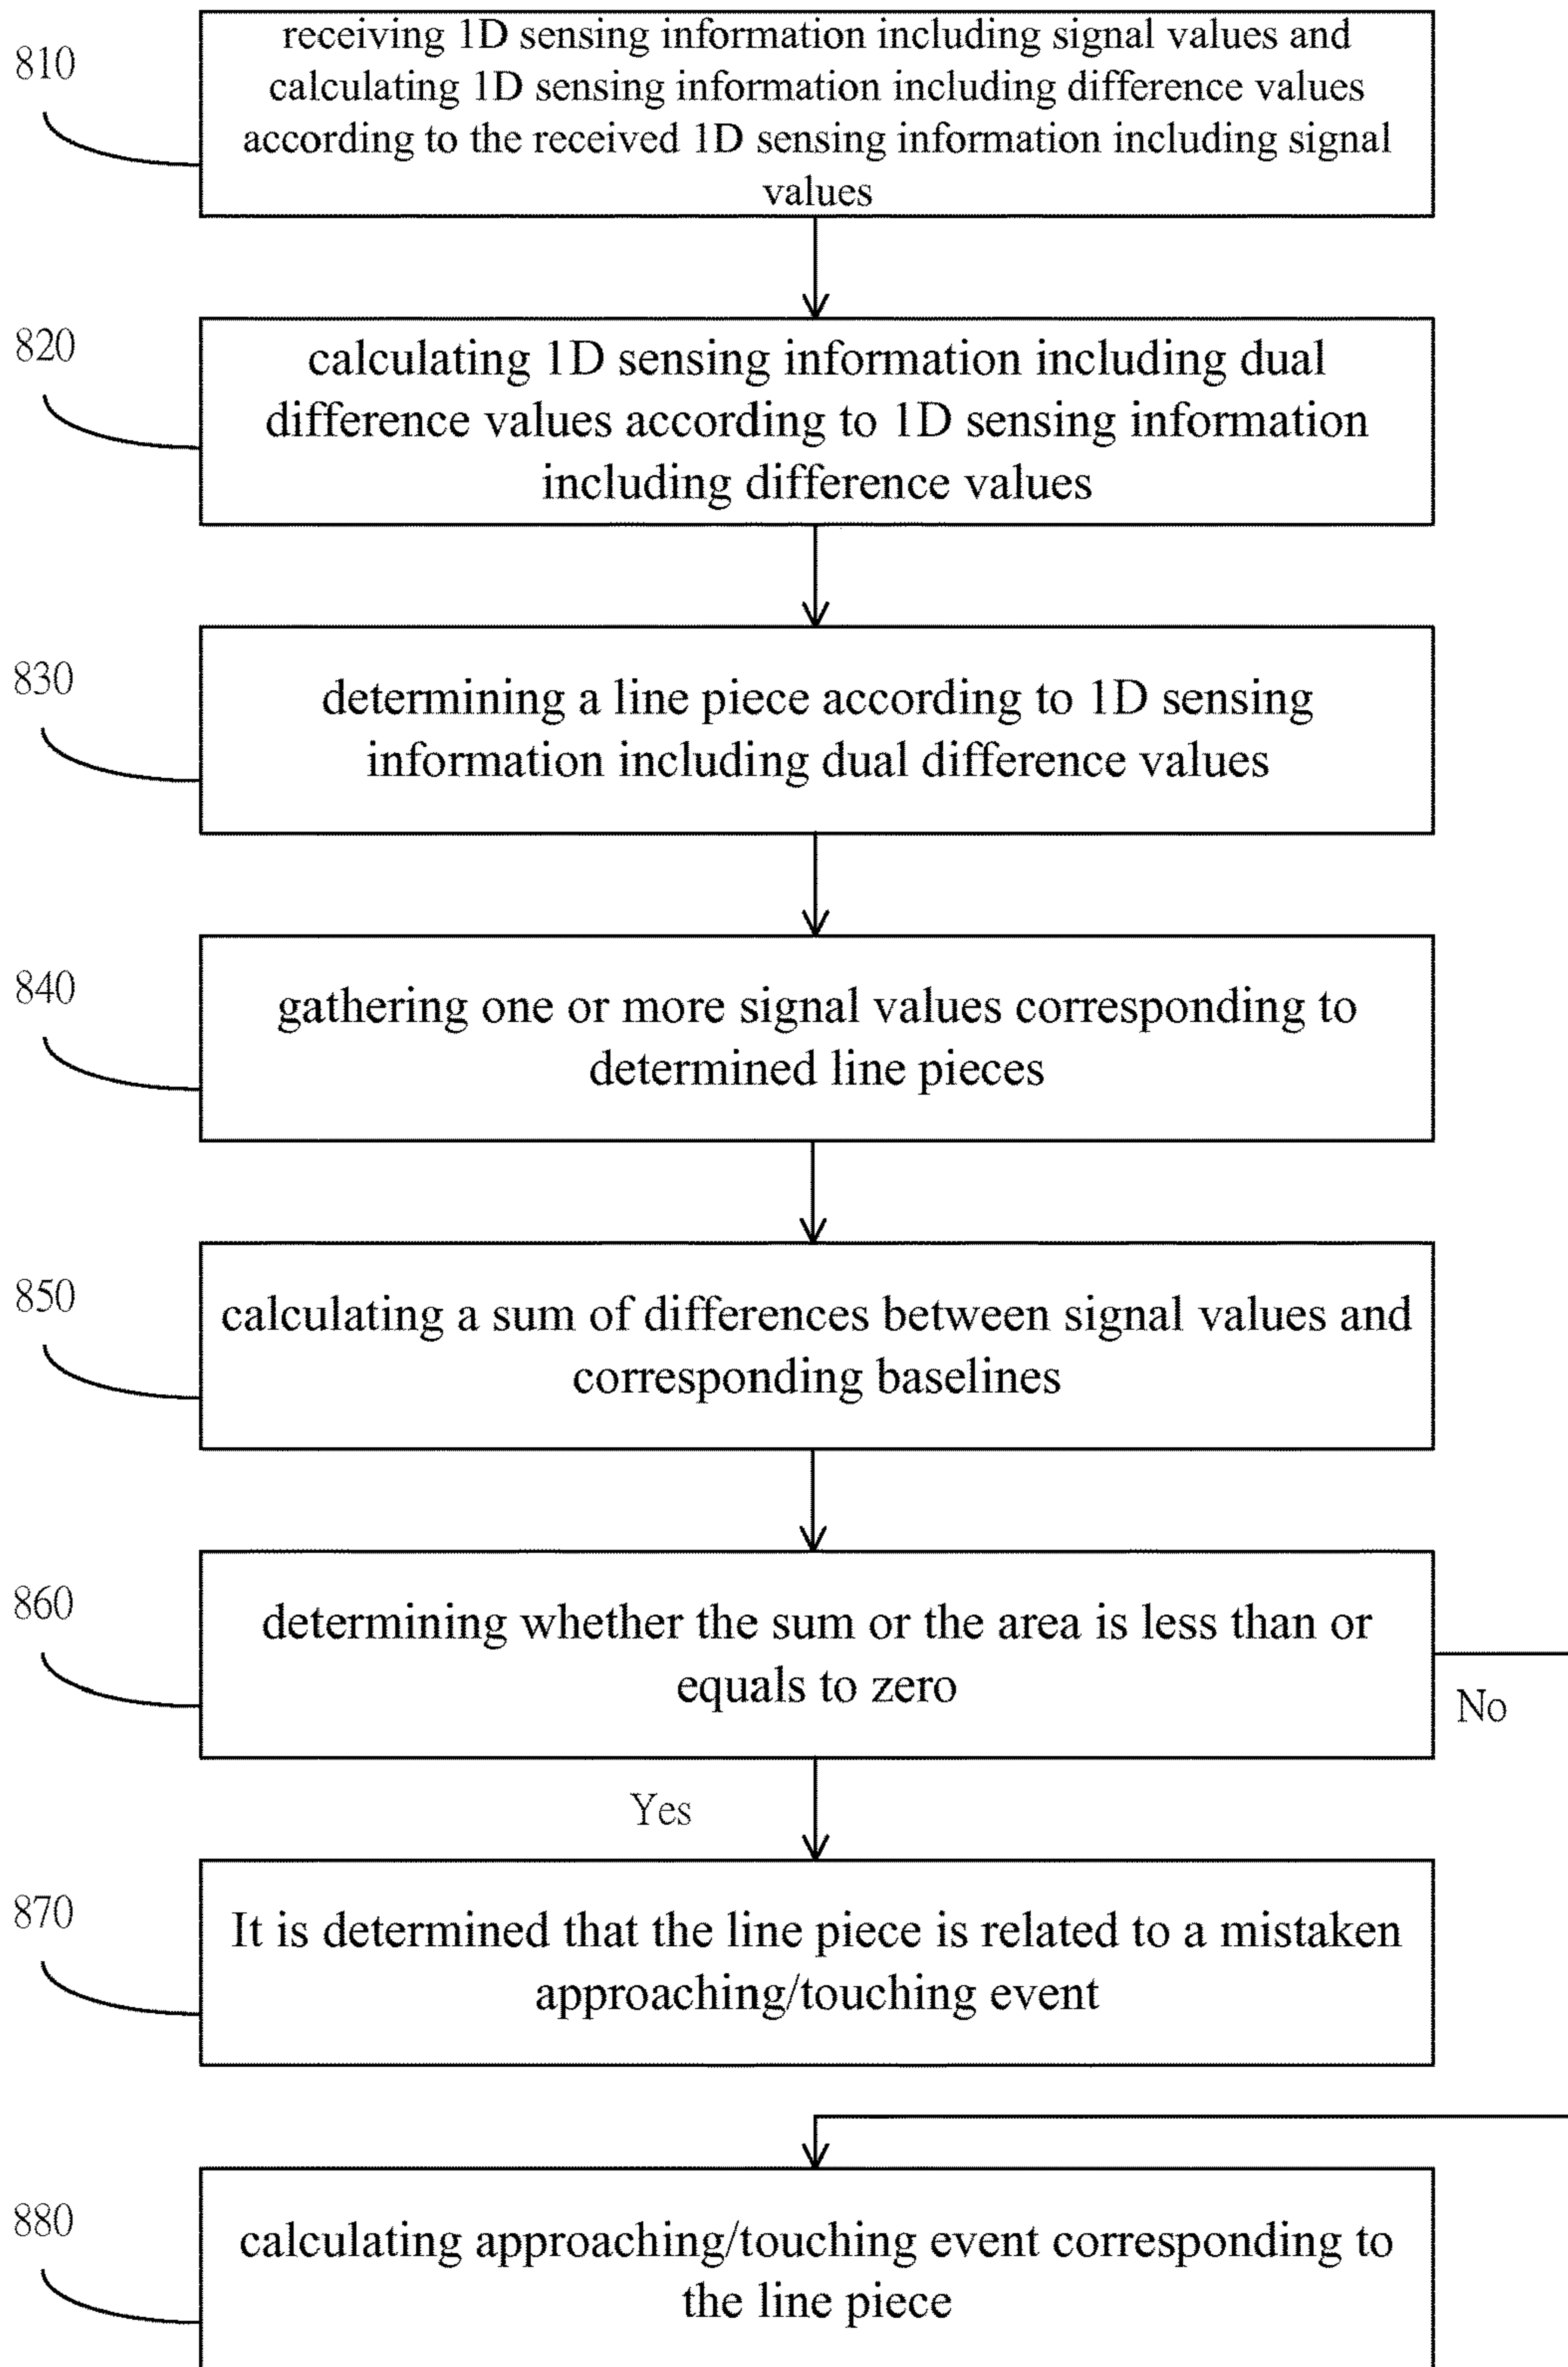 810
receiving 1D sensing information including signal values and
calculating 1D sensing information including difference values
according to the received 1D sensing information including signal
values
820
calculating 1D sensing information including dual
difference values according to 1D sensing information
including difference values
830
determining a line piece according to 1D sensing
information including dual difference values
840
gathering one or more signal values corresponding to
determined line pieces
850
calculating a sum of differences between signal values and
corresponding baselines
860
determining whether the sum or the area is less than or
equals to zero
No
Yes
870
It is determined that the line piece is related to a mistaken
approaching/touching event
880
calculating approaching/touching event corresponding to
the line piece